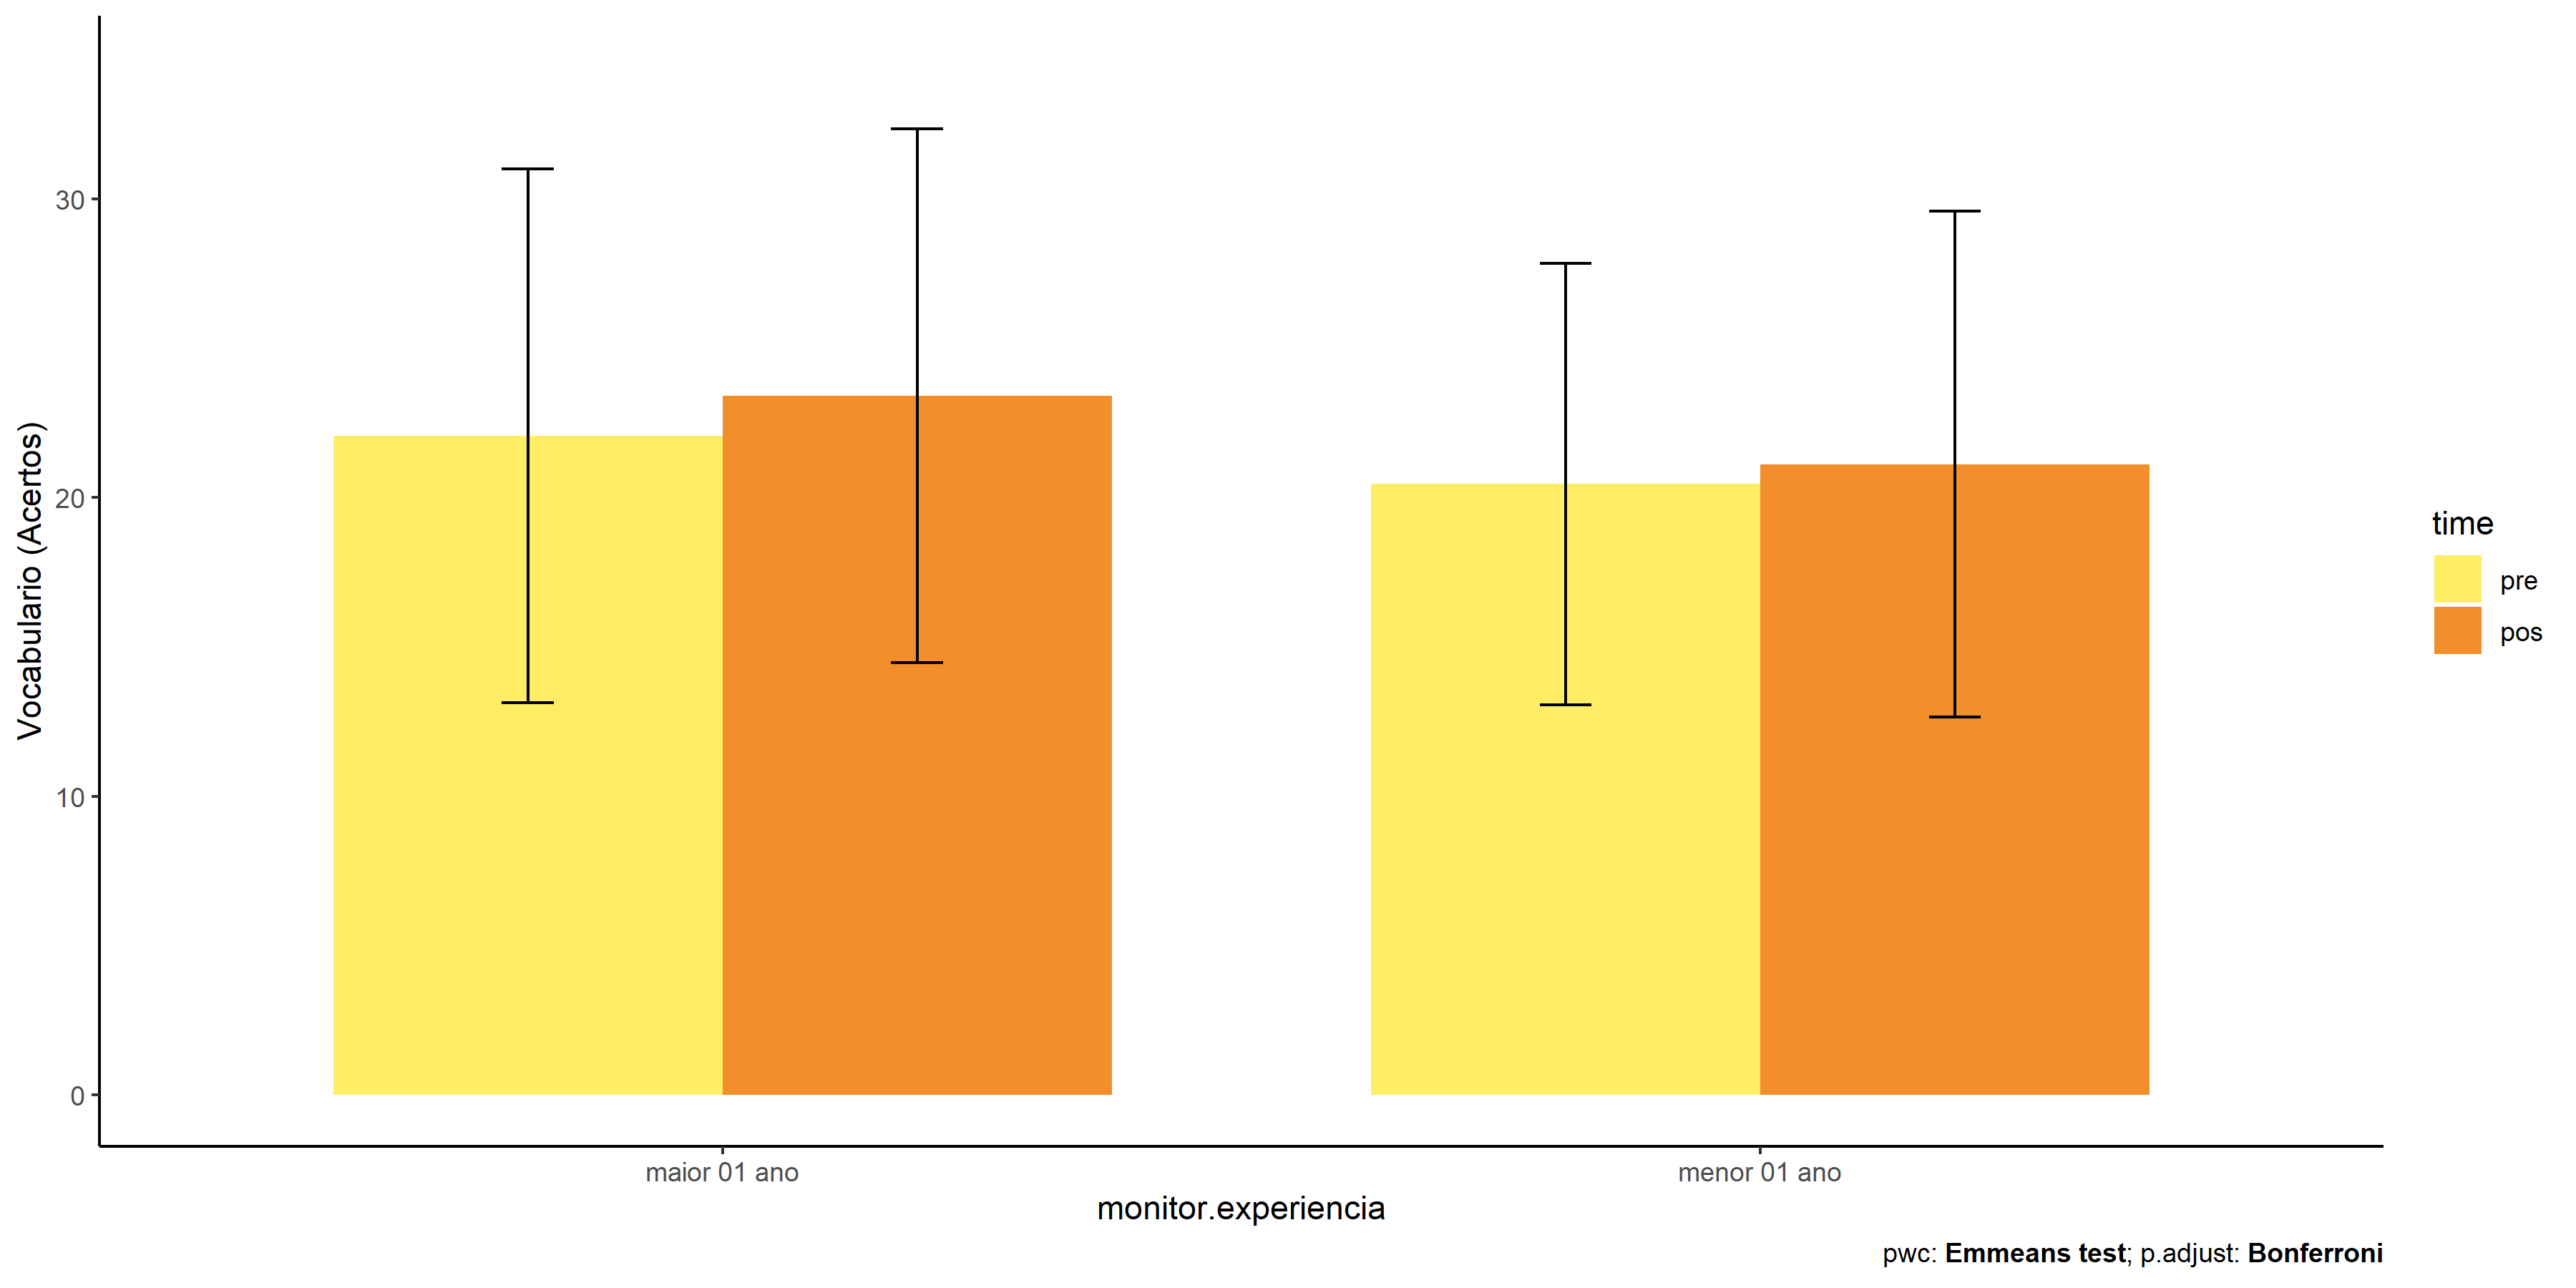 Vocabulario (Acertos)
30
20
10
0
maior 01 ano
menor 01 ano
monitor.experiencia
time
pre
pos
pwc: Emmeans test; p.adjust: Bonferroni